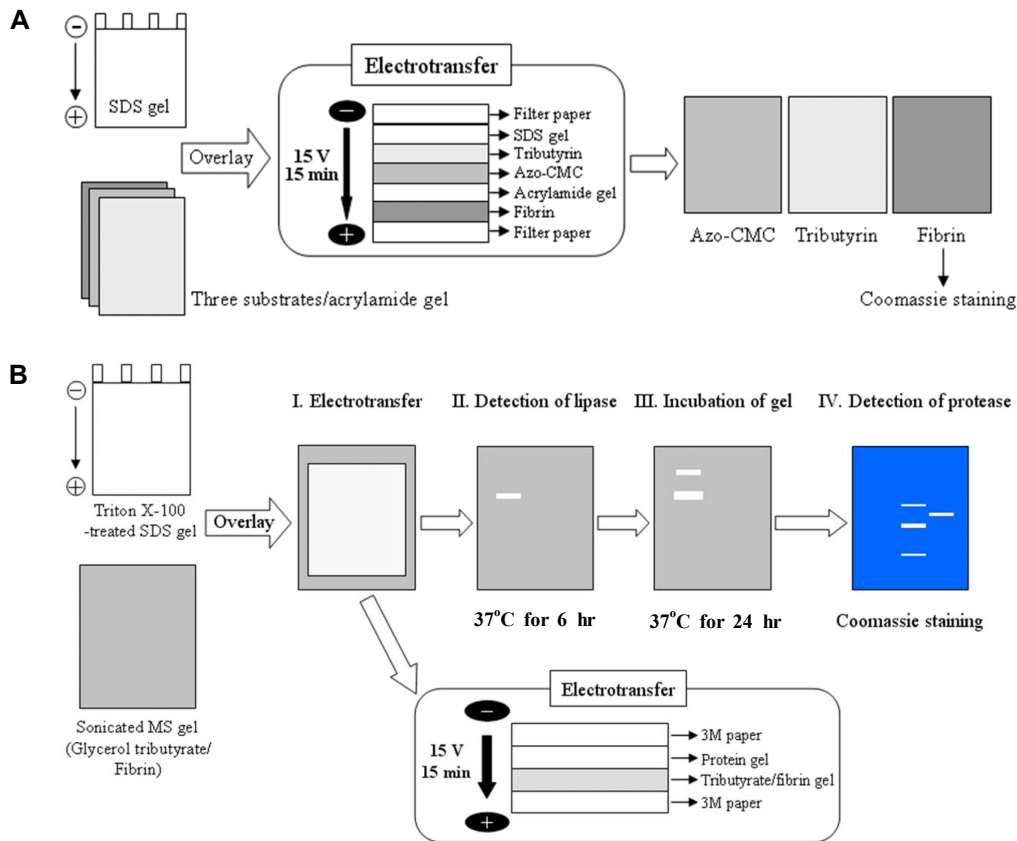 A
−
+
SDS gel
Overlay
Three substrates/acrylamide gel
Electrotransfer
−
15 V
15 min
+
Filter paper
SDS gel
Tributyrin
Azo-CMC
Acrylamide gel
Fibrin
Filter paper
Azo-CMC
Tributyrin
Fibrin
Coomassie staining
B
−
+
Triton X-100
-treated SDS gel
Overlay
Sonicated MS gel
(Glycerol tributyrate/
Fibrin)
I. Electrotransfer
II. Detection of lipase
III. Incubation of gel
IV. Detection of protease
37°C for 6 hr
37°C for 24 hr
Coomassie staining
Electrotransfer
−
15 V
15 min
+
3M paper
Protein gel
Tributyrate/fibrin gel
3M paper